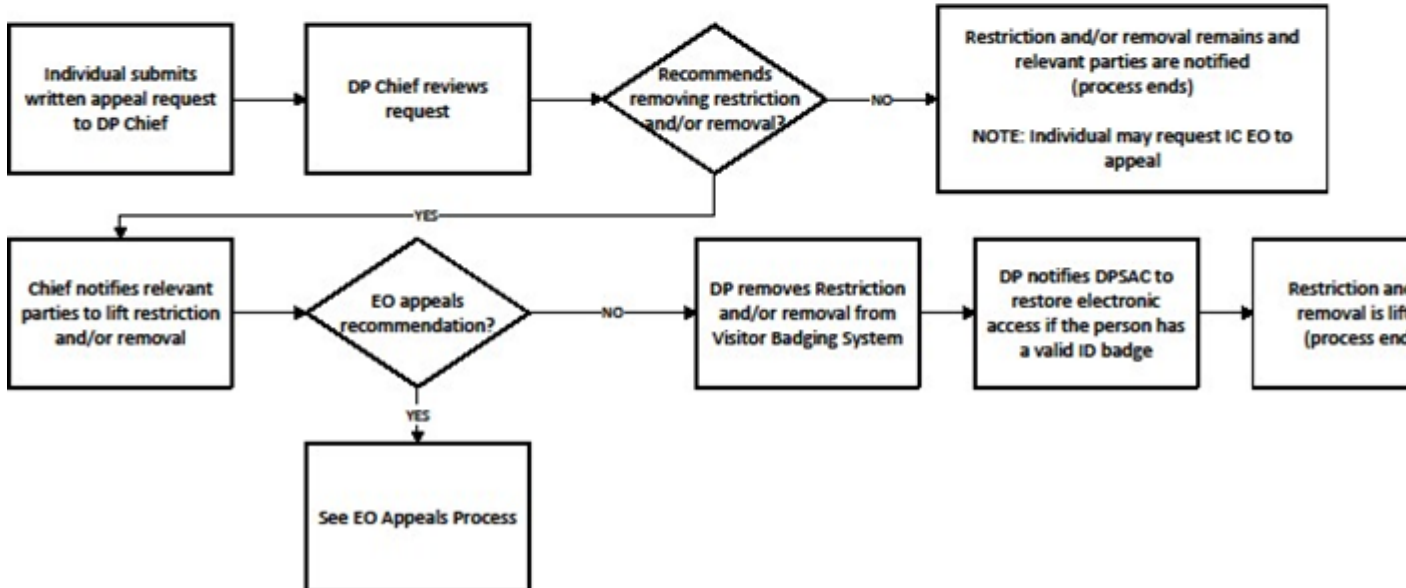 Individual submits
written appeal request
to DP Chief
DP Chief reviews
request
Recommends
removing restriction
and/or removal?
NO
Restriction and/or removal remains and
relevant parties are notified
(process ends)
NOTE: Individual may request IC EO to
appeal
YES
Chief notifies relevant
parties to lift restriction
and/or removal
EO appeals
recommendation?
NO
DP removes Restriction
and/or removal from
Visitor Badging System
DP notifies DPSAC to
restore electronic
access if the person has
a valid ID badge
Restriction and
removal is
(process
YES
See EO Appeals Process